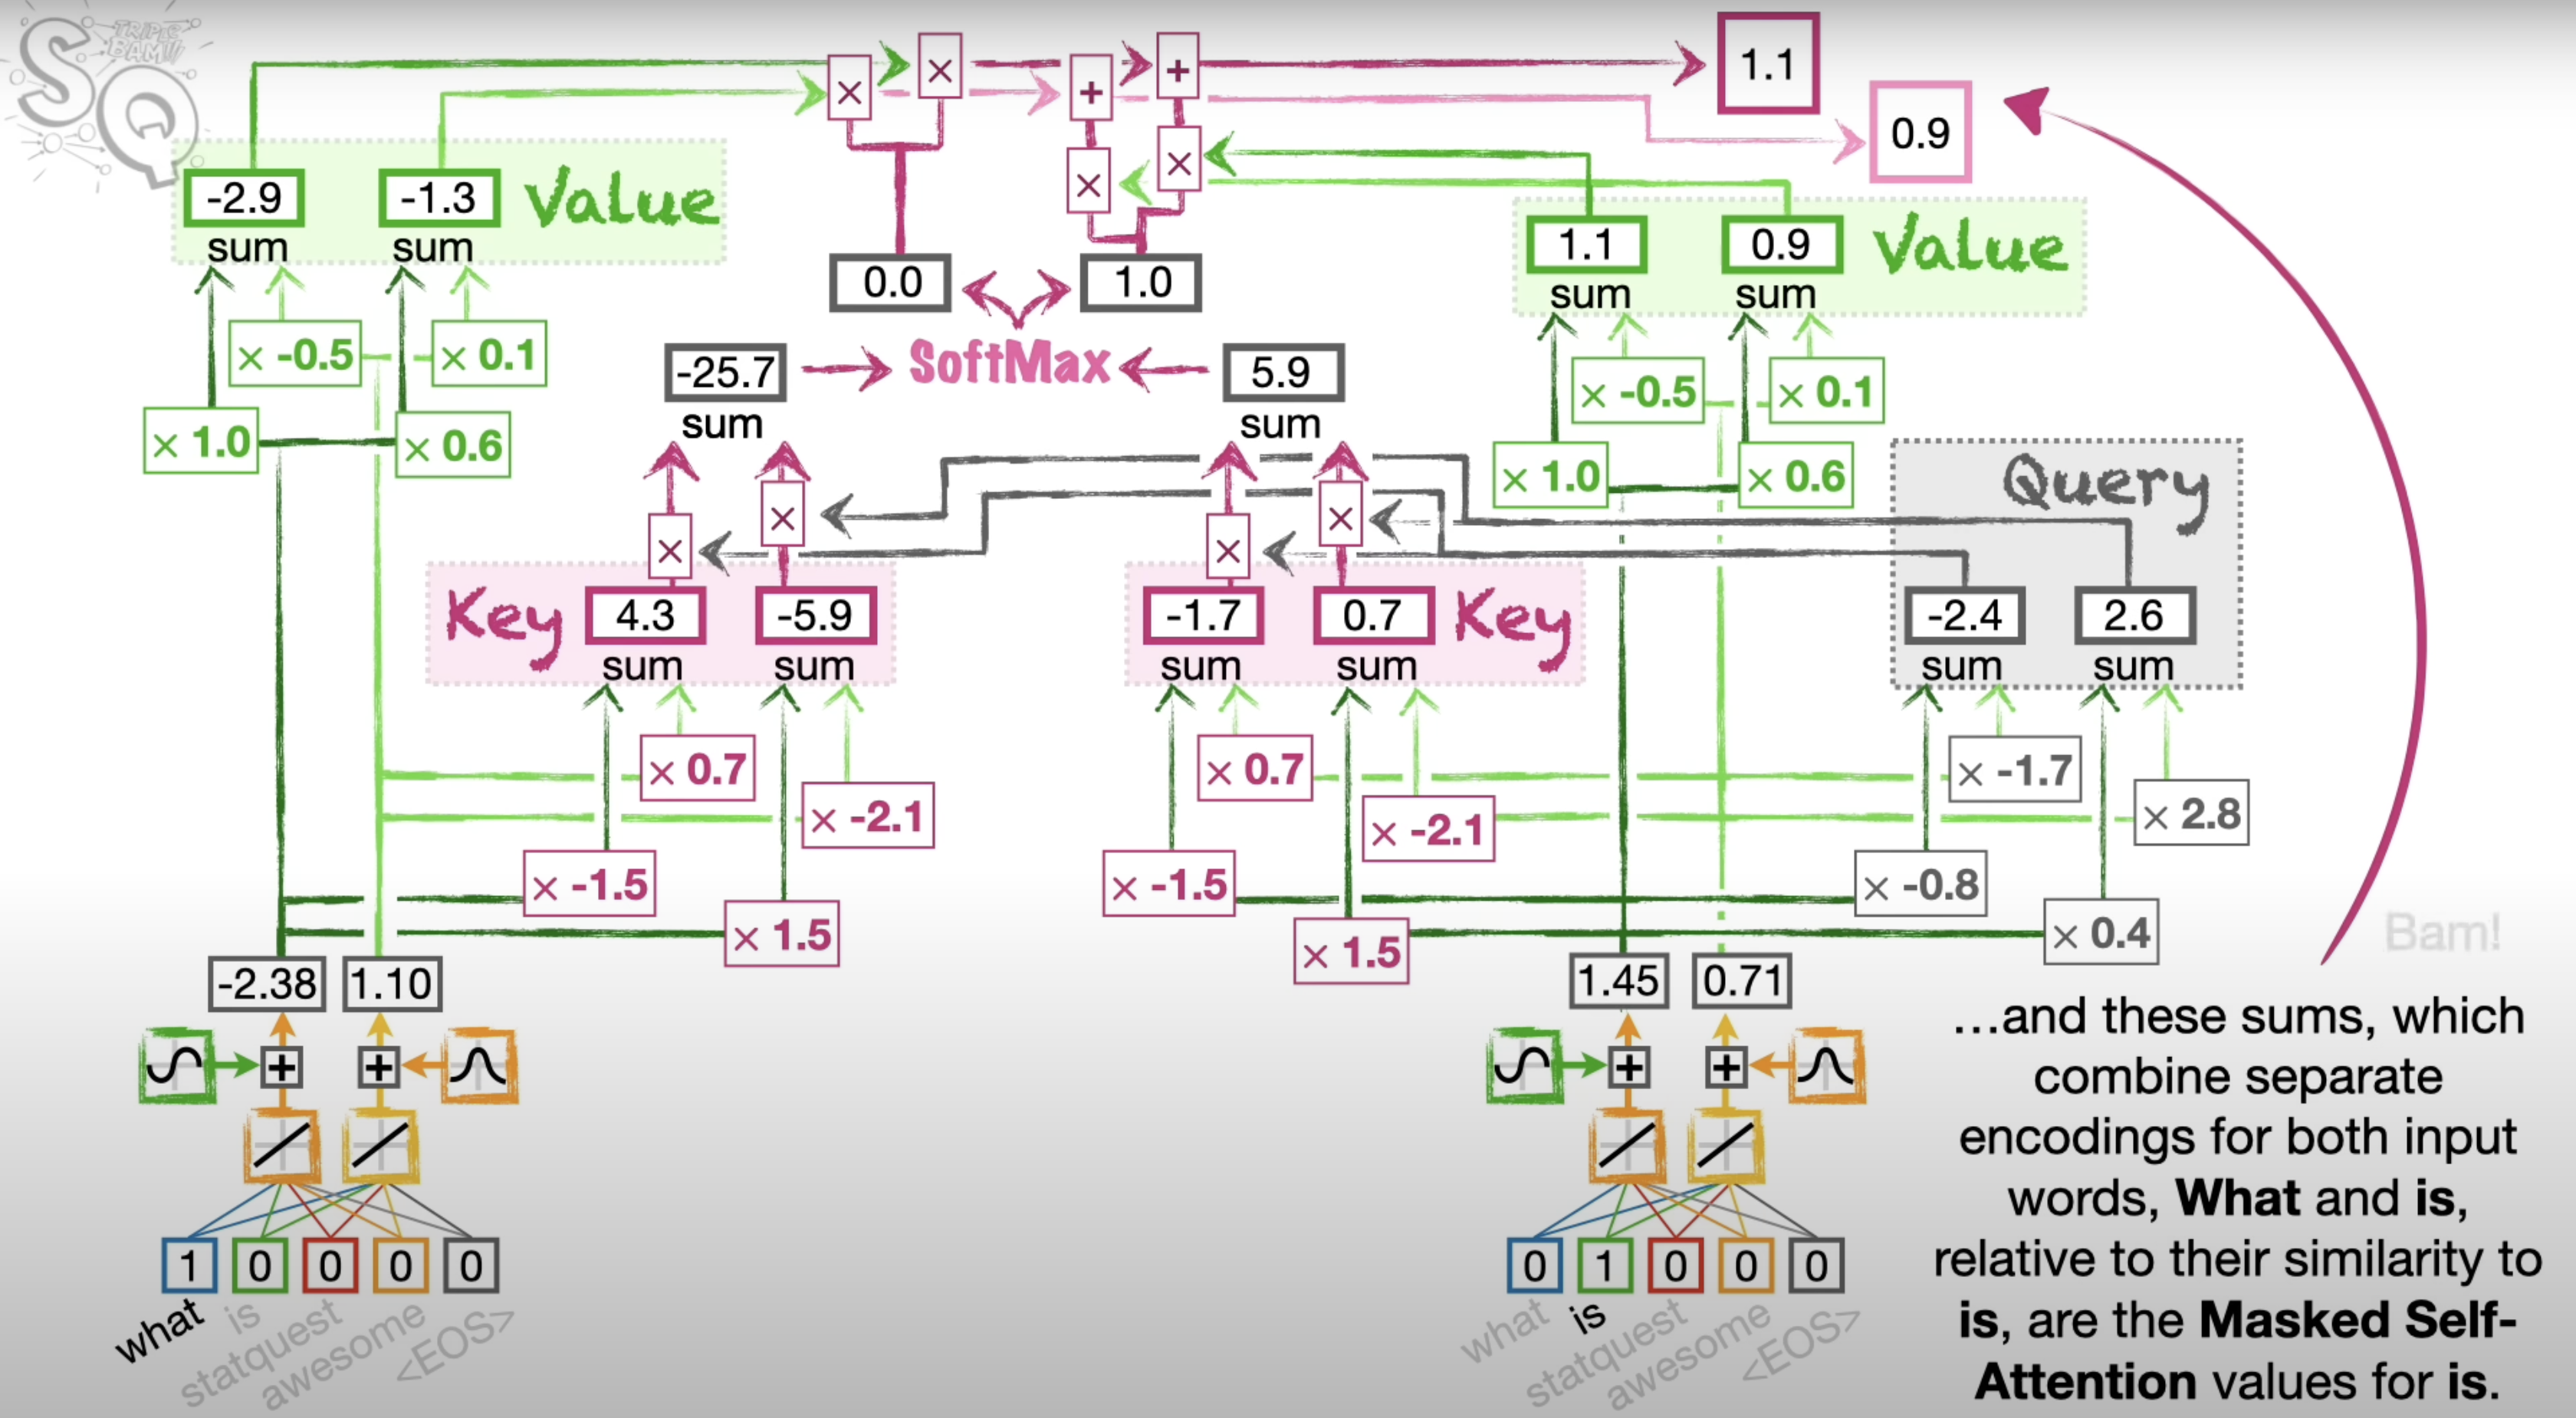 SQ
TRIPLE
BAM!!
× × + + 1.1
0.9
× ×
-2.9 -1.3 Value
sum sum
0.0 1.0
1.1 0.9 Value
sum sum
× -0.5 × 0.1
× 1.0 × 0.6
-25.7 SoftMax 5.9
sum sum
× -0.5 × 0.1
× 1.0 × 0.6
Query
× × × ×
Key 4.3 -5.9
sum sum
-1.7 0.7 Key
sum sum
-2.4 2.6
sum sum
× 0.7
× -2.1
× -1.5
× 1.5
× 0.7
× -2.1
× -1.5
× 1.5
× -1.7
× 2.8
× -0.8
× 0.4
Bam!
-2.38 1.10
+ +
1 0 0 0 0
what
is
statquest
awesome
<EOS>
1.45 0.71
+ +
0 1 0 0 0
what
is
statquest
awesome
<EOS>
...and these sums, which
combine separate
encodings for both input
words, What and is,
relative to their similarity to
is, are the Masked Self-
Attention values for is.